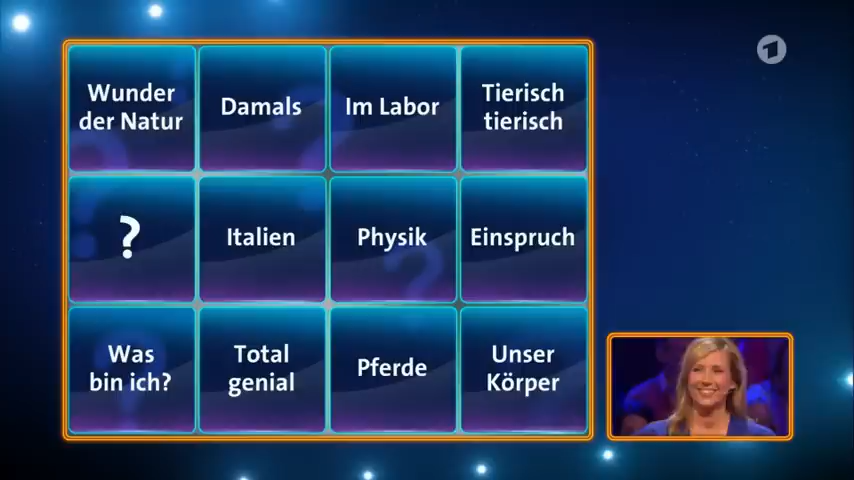 Wunder
der Natur
Damals
Im Labor
Tierisch
tierisch
?
Italien
Physik
Einspruch
Was
bin ich?
Total
genial
Pferde
Unser
Körper
1